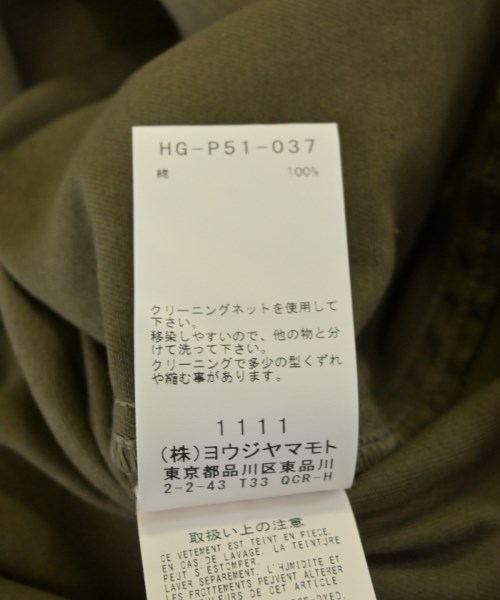 HG-P51-037
綿 100%
クリーニングネットを使用して
下さい。
移染しやすいので、他の物と分
けて洗って下さい。
クリーニングで多少の型くずれ
や縮む事があります。
1111
(株)ヨウジヤマモト
東京都品川区東品川
2-2-43 T33 QCR-H
取扱い上の注意
CE VETEMENT EST TEINT EN PIECE.
EN CAS DE LAVAGE, LA TEINTURE
PEUT S'ESTOMPER.
LAVER SEPAREMENT. L'HUMIDITE ET
LES FROTTEMENTS PEUVENT ALTERER
DE CET ARTICLE.